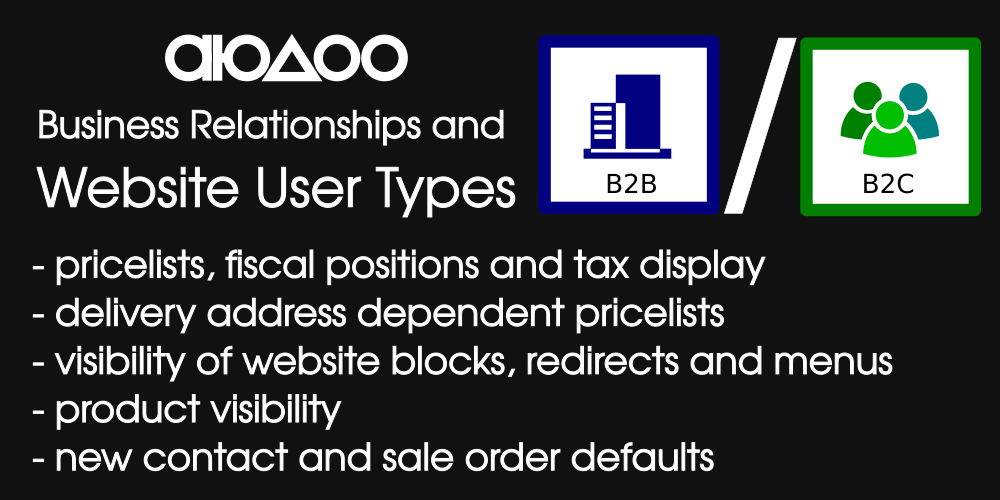 Business Relationships and
Website User Types
B2B
B2C
- pricelists, fiscal positions and tax display
- delivery address dependent pricelists
- visibility of website blocks, redirects and menus
- product visibility
- new contact and sale order defaults